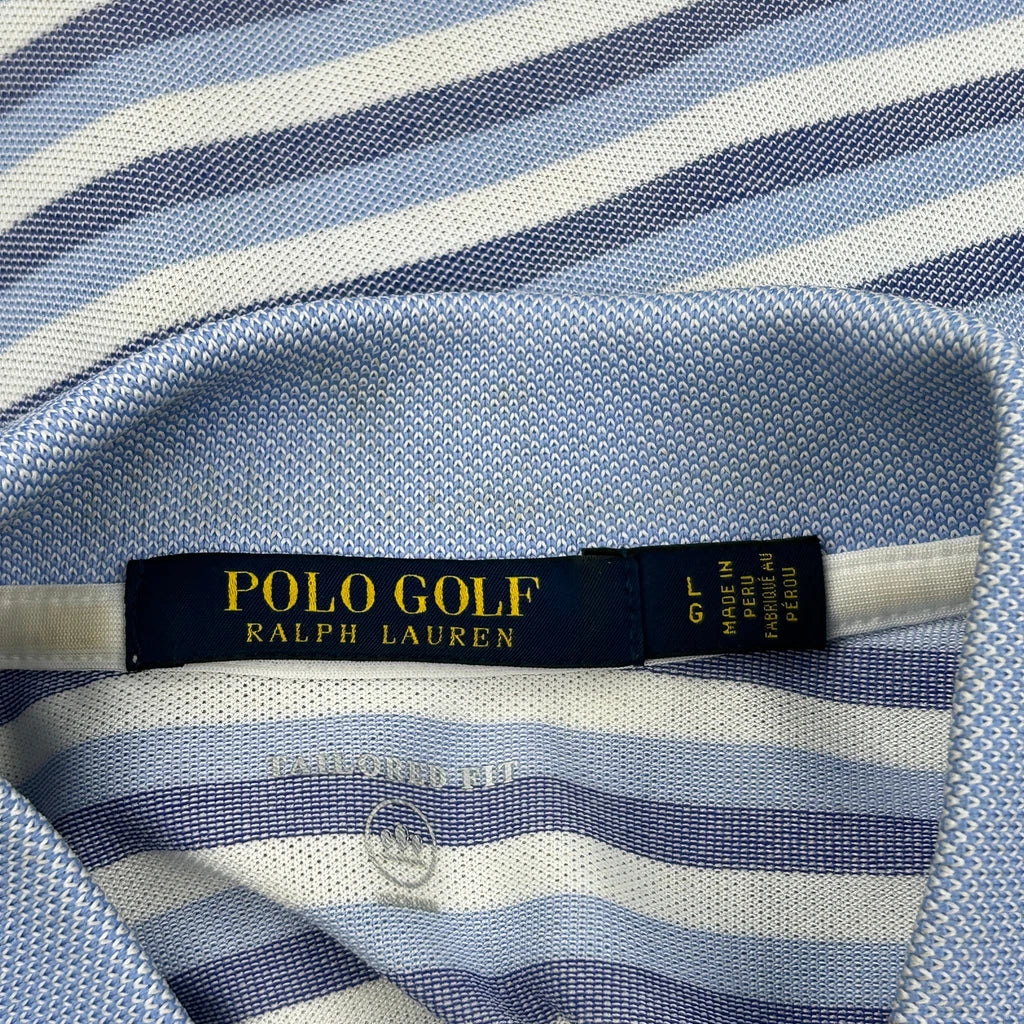 POLO GOLF
RALPH LAUREN
L
G
MADE IN
PERU
FABRIQUÉ AU
PÉROU
TAILORED FIT